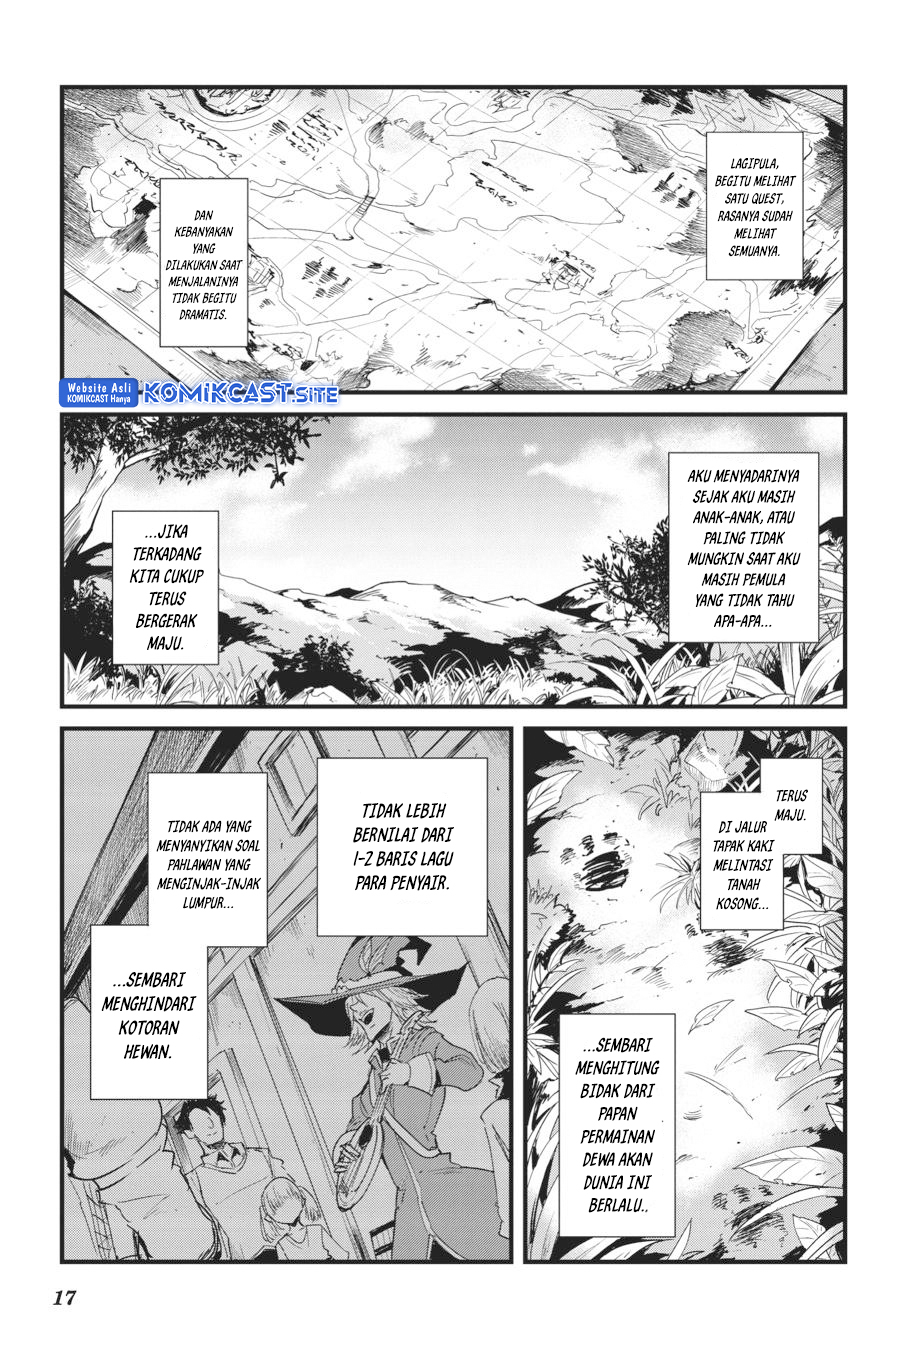 LAGIPULA,
BEGITU MELIHAT
SATU QUEST,
RASANYA SUDAH
MELIHAT
SEMUANYA.
DAN
KEBANYAKAN
YANG
DILAKUKAN SAAT
MENJALANINYA
TIDAK BEGITU
DRAMATIS.
Website Asli
KOMIKCAST Hanya
KOMIKCAST.SITE
AKU MENYADARINYA
SEJAK AKU MASIH
ANAK-ANAK, ATAU
PALING TIDAK
MUNGKIN SAAT AKU
MASIH PEMULA
YANG TIDAK TAHU
APA-APA...
...JIKA
TERKADANG
KITA CUKUP
TERUS
BERGERAK
MAJU.
TERUS
MAJU.
DI JALUR
TAPAK KAKI
MELINTASI
TANAH
KOSONG...
...SEMBARI
MENGHITUNG
BIDAK DARI
PAPAN
PERMAINAN
DEWA AKAN
DUNIA INI
BERLALU..
TIDAK LEBIH
BERNILAI DARI
1-2 BARIS LAGU
PARA PENYAIR.
TIDAK ADA YANG
MENYANYIKAN SOAL
PAHLAWAN YANG
MENGINJAK-INJAK
LUMPUR...
...SEMBARI
MENGHINDARI
KOTORAN
HEWAN.
17